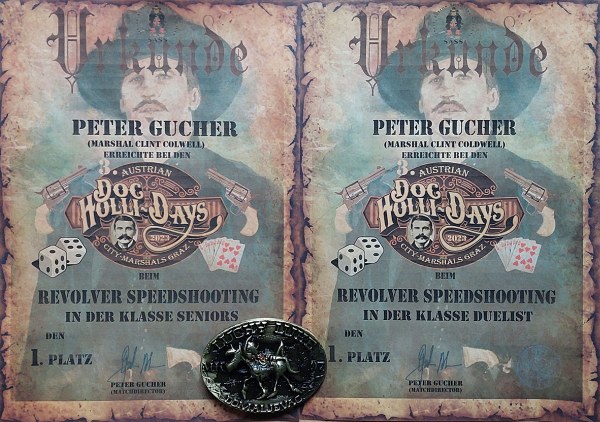 Urkunde
PETER GUCHER
(MARSHAL CLINT COLDWELL)
ERREICHTE BEI DEN
3.
AUSTRIAN
DOC
HOLLI-DAYS
2023
CITY-MARSHALS GRAZ
BEIM
REVOLVER SPEEDSHOOTING
IN DER KLASSE SENIORS
DEN
1. PLATZ
PETER GUCHER
(MATCHDIRECTOR)
Urkunde
PETER GUCHER
(MARSHAL CLINT COLDWELL)
ERREICHTE BEI DEN
3.
AUSTRIAN
DOC
HOLLI-DAYS
2023
CITY-MARSHALS GRAZ
BEIM
REVOLVER SPEEDSHOOTING
IN DER KLASSE DUELIST
DEN
1. PLATZ
PETER GUCHER
(MATCHDIRECTOR)